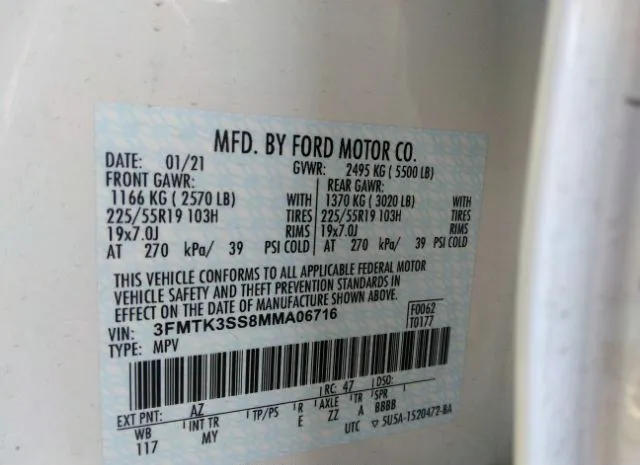 MFD. BY FORD MOTOR CO.
DATE: 01/21 GVWR: 2495 KG ( 5500 LB)
FRONT GAWR: REAR GAWR:
1166 KG ( 2570 LB) WITH 1370 KG ( 3020 LB) WITH
225/55R19 103H TIRES 225/55R19 103H TIRES
19x7.0J RIMS 19x7.0J RIMS
AT 270 kPa/ 39 PSI COLD AT 270 kPa/ 39 PSI COLD
THIS VEHICLE CONFORMS TO ALL APPLICABLE FEDERAL MOTOR
VEHICLE SAFETY AND THEFT PREVENTION STANDARDS IN
EFFECT ON THE DATE OF MANUFACTURE SHOWN ABOVE.
VIN: 3FMTK3SS8MMA06716 F0062
TYPE: MPV T0177
EXT PNT: AZ RC: 47 DSO:
WB INT TR TP/PS R AXLE TR SPR
117 MY E ZZ A BBBB
UTC ▽ 5U5A-1520472-BA